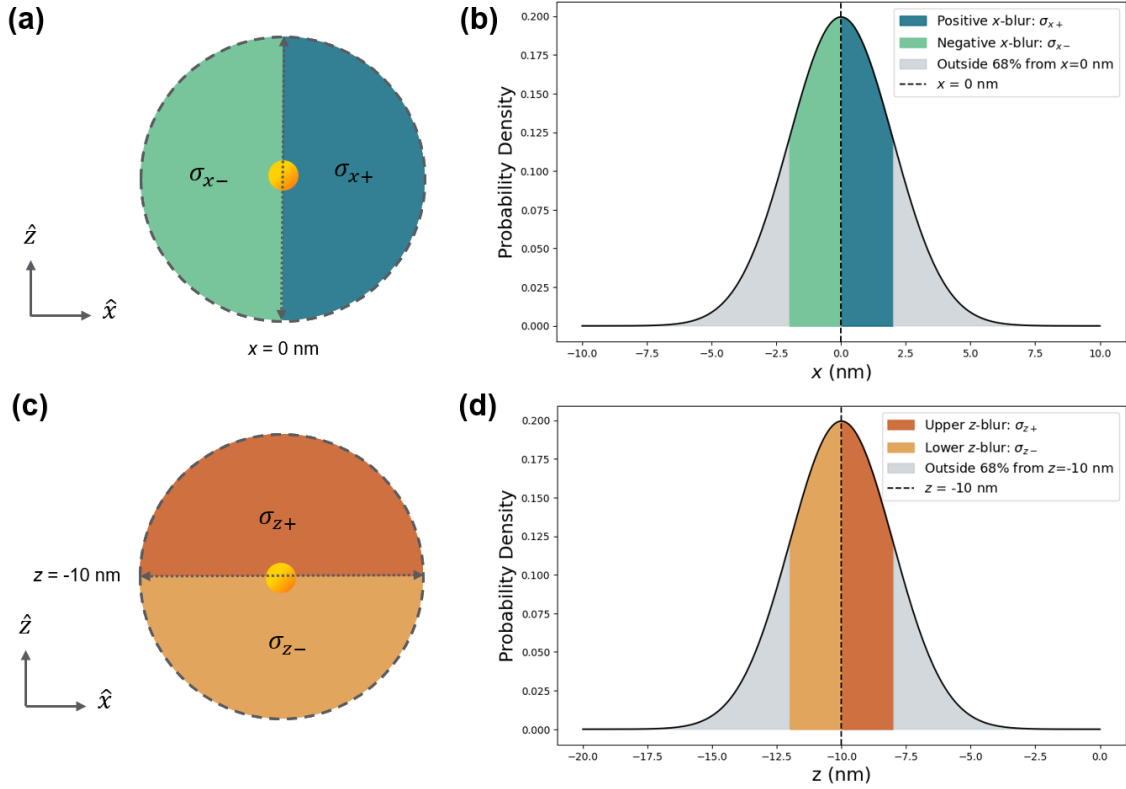 (a)
σx−
σx+
ẑ
x̂
x = 0 nm
(b)
Probability Density
0.200
0.175
0.150
0.125
0.100
0.075
0.050
0.025
0.000
Positive x-blur: σx+
Negative x-blur: σx−
Outside 68% from x=0 nm
x = 0 nm
−10.0 −7.5 −5.0 −2.5 0.0 2.5 5.0 7.5 10.0
x (nm)
(c)
σz+
z = -10 nm
σz−
ẑ
x̂
(d)
Probability Density
0.200
0.175
0.150
0.125
0.100
0.075
0.050
0.025
0.000
Upper z-blur: σz+
Lower z-blur: σz−
Outside 68% from z=-10 nm
z = -10 nm
−20.0 −17.5 −15.0 −12.5 −10.0 −7.5 −5.0 −2.5 0.0
z (nm)